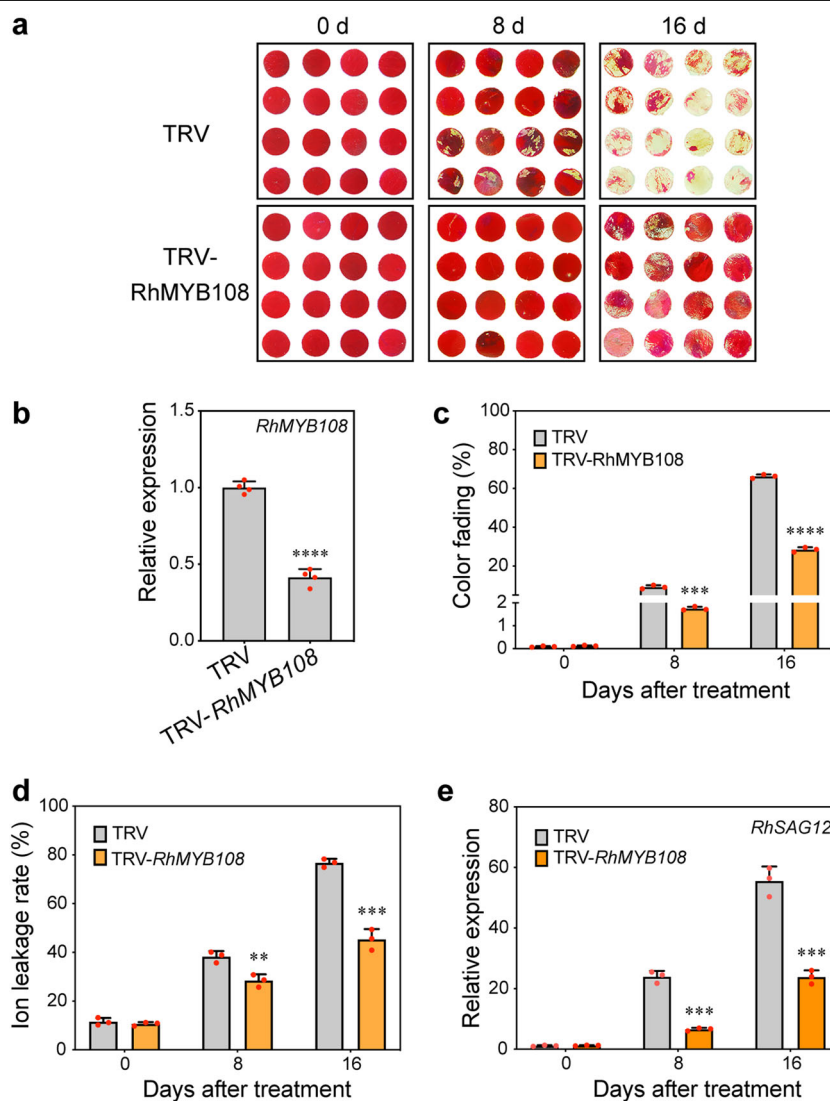 a
0 d 8 d 16 d
TRV
TRV-
RhMYB108
b
Relative expression
1.5
1.0
0.5
0.0
RhMYB108
****
TRV
TRV-RhMYB108
c
Color fading (%)
100
80
60
40
20
2
1
0
TRV
TRV-RhMYB108
***
****
0 8 16
Days after treatment
d
Ion leakage rate (%)
100
80
60
40
20
0
TRV
TRV-RhMYB108
**
***
0 8 16
Days after treatment
e
Relative expression
80
60
40
20
0
RhSAG12
TRV
TRV-RhMYB108
***
***
0 8 16
Days after treatment